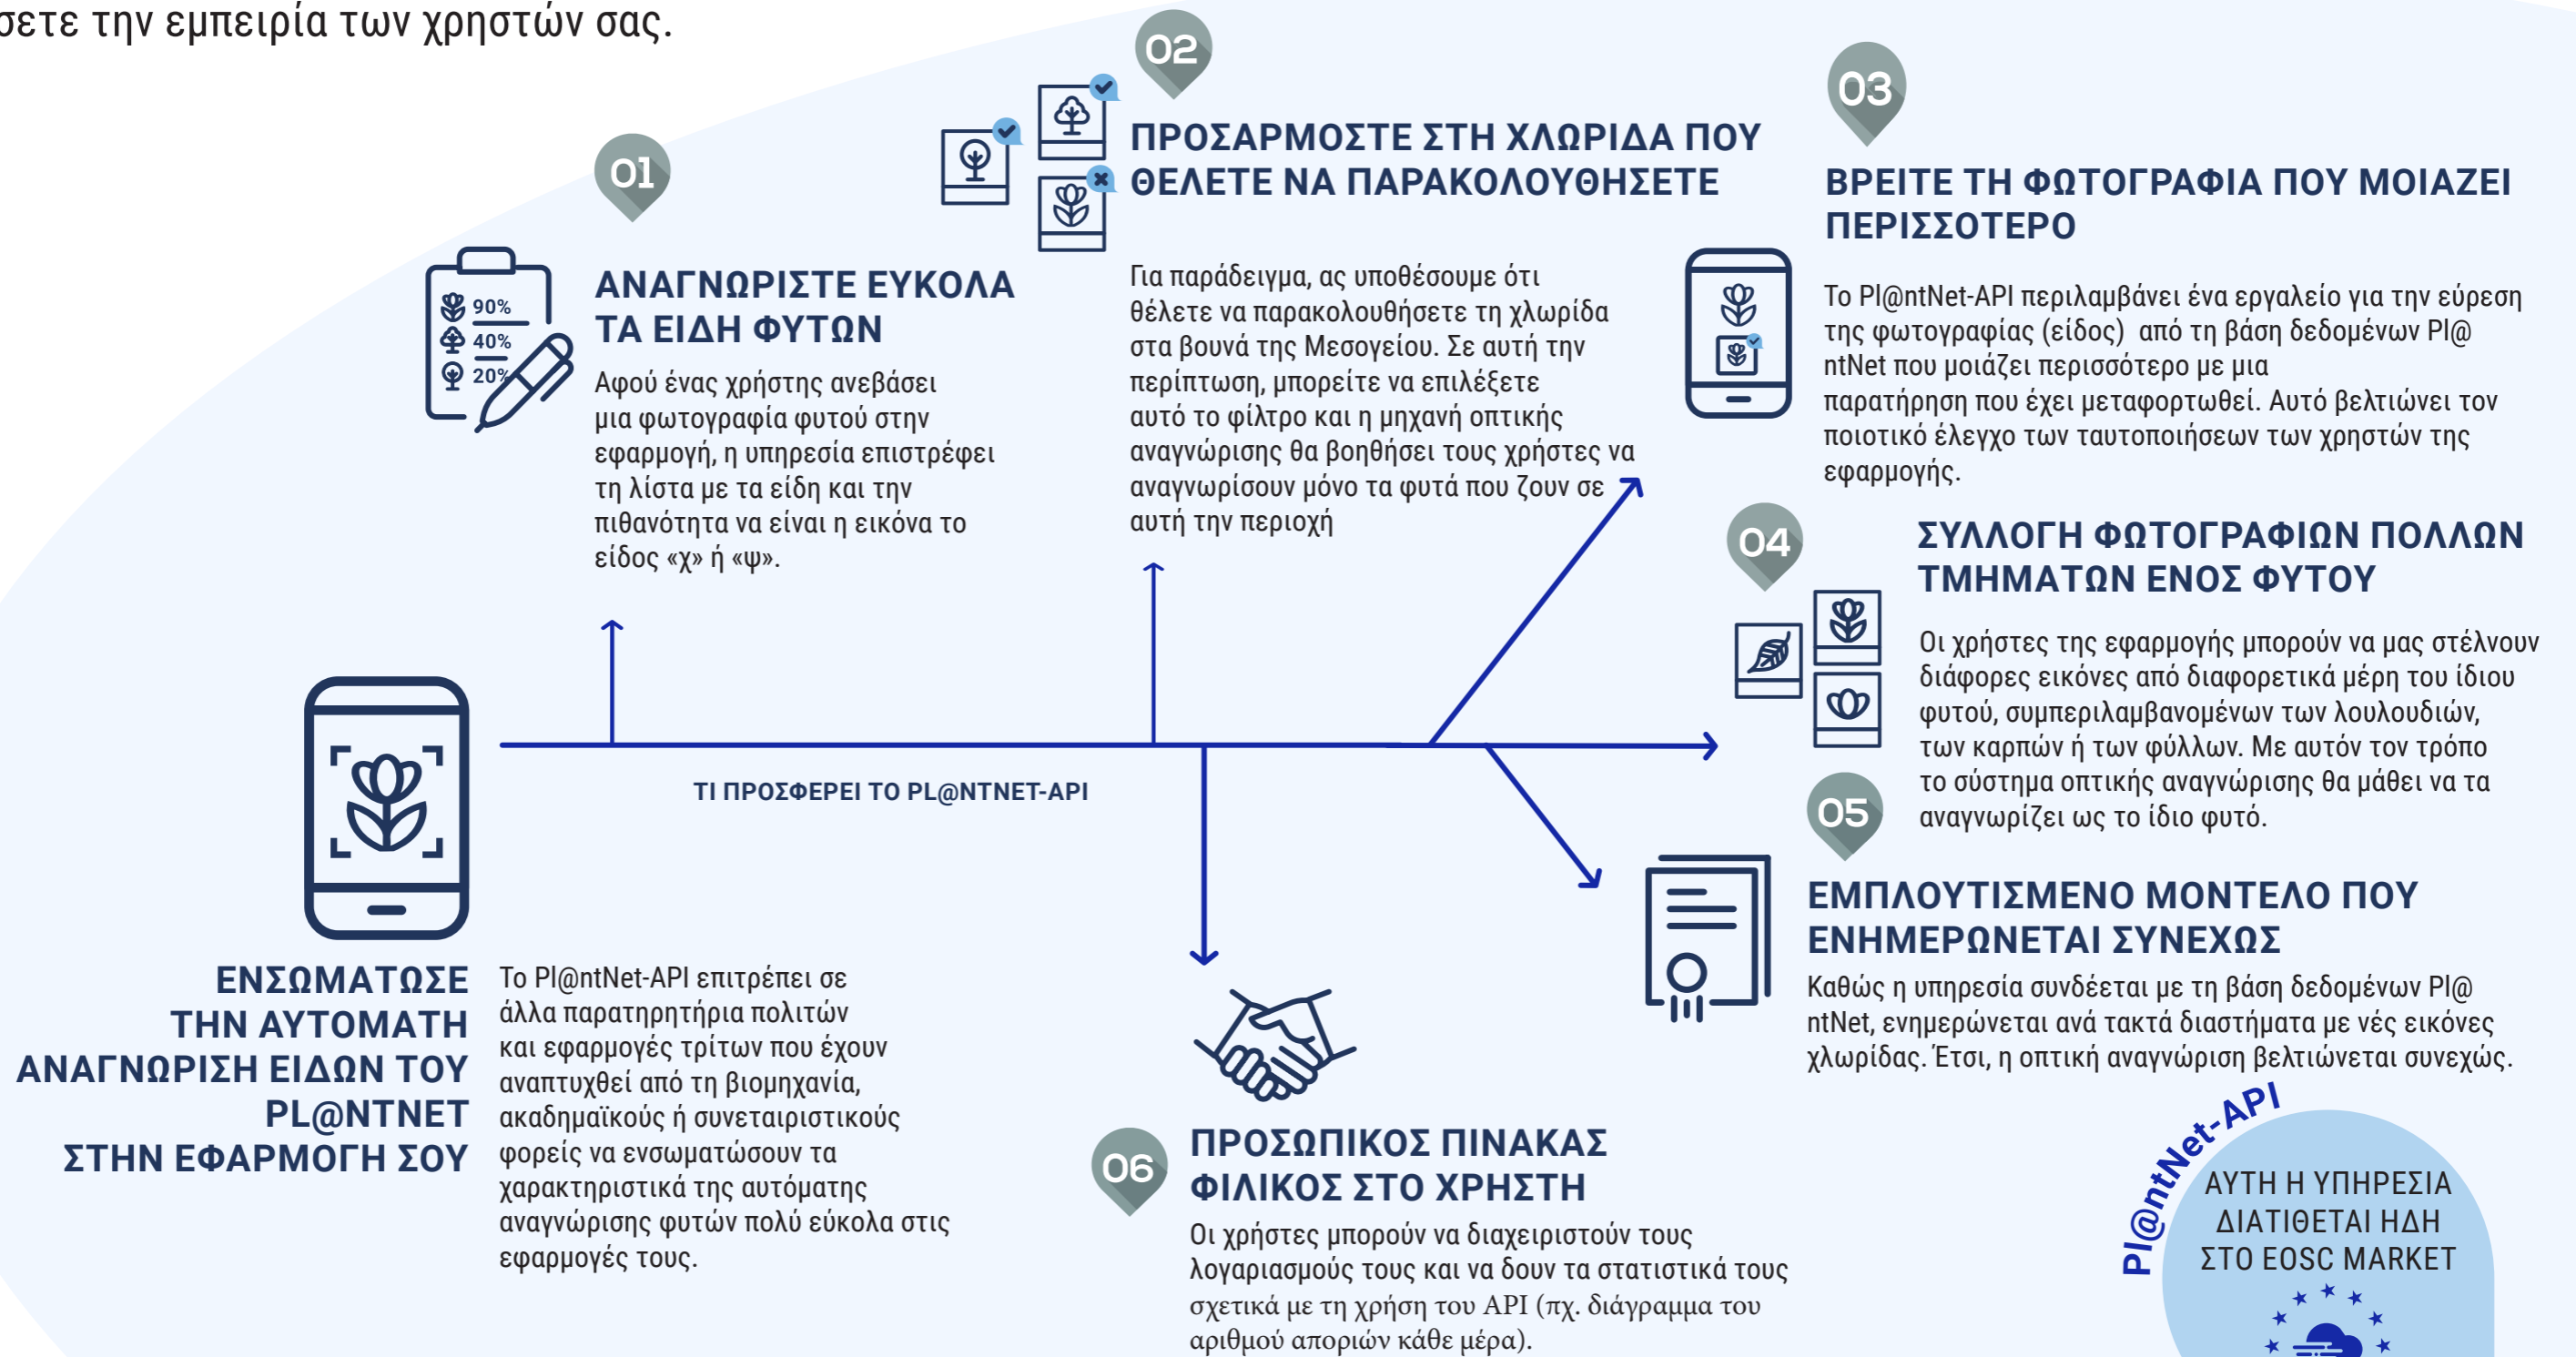 σετε την εμπειρία των χρηστών σας.
01
90%
40%
20%
ΑΝΑΓΝΩΡΙΣΤΕ ΕΥΚΟΛΑ
ΤΑ ΕΙΔΗ ΦΥΤΩΝ
Αφού ένας χρήστης ανεβάσει
μια φωτογραφία φυτού στην
εφαρμογή, η υπηρεσία επιστρέφει
τη λίστα με τα είδη και την
πιθανότητα να είναι η εικόνα το
είδος «χ» ή «ψ».
02
ΠΡΟΣΑΡΜΟΣΤΕ ΣΤΗ ΧΛΩΡΙΔΑ ΠΟΥ
ΘΕΛΕΤΕ ΝΑ ΠΑΡΑΚΟΛΟΥΘΗΣΕΤΕ
Για παράδειγμα, ας υποθέσουμε ότι
θέλετε να παρακολουθήσετε τη χλωρίδα
στα βουνά της Μεσογείου. Σε αυτή την
περίπτωση, μπορείτε να επιλέξετε
αυτό το φίλτρο και η μηχανή οπτικής
αναγνώρισης θα βοηθήσει τους χρήστες να
αναγνωρίσουν μόνο τα φυτά που ζουν σε
αυτή την περιοχή
03
ΒΡΕΙΤΕ ΤΗ ΦΩΤΟΓΡΑΦΙΑ ΠΟΥ ΜΟΙΑΖΕΙ
ΠΕΡΙΣΣΟΤΕΡΟ
Το Pl@ntNet-API περιλαμβάνει ένα εργαλείο για την εύρεση
της φωτογραφίας (είδος) από τη βάση δεδομένων Pl@
ntNet που μοιάζει περισσότερο με μια
παρατήρηση που έχει μεταφορτωθεί. Αυτό βελτιώνει τον
ποιοτικό έλεγχο των ταυτοποιήσεων των χρηστών της
εφαρμογής.
04
ΣΥΛΛΟΓΗ ΦΩΤΟΓΡΑΦΙΩΝ ΠΟΛΛΩΝ
ΤΜΗΜΑΤΩΝ ΕΝΟΣ ΦΥΤΟΥ
Οι χρήστες της εφαρμογής μπορούν να μας στέλνουν
διάφορες εικόνες από διαφορετικά μέρη του ίδιου
φυτού, συμπεριλαμβανομένων των λουλουδιών,
των καρπών ή των φύλλων. Με αυτόν τον τρόπο
το σύστημα οπτικής αναγνώρισης θα μάθει να τα
αναγνωρίζει ως το ίδιο φυτό.
05
ΕΜΠΛΟΥΤΙΣΜΕΝΟ ΜΟΝΤΕΛΟ ΠΟΥ
ΕΝΗΜΕΡΩΝΕΤΑΙ ΣΥΝΕΧΩΣ
Καθώς η υπηρεσία συνδέεται με τη βάση δεδομένων Pl@
ntNet, ενημερώνεται ανά τακτά διαστήματα με νές εικόνες
χλωρίδας. Έτσι, η οπτική αναγνώριση βελτιώνεται συνεχώς.
ΤΙ ΠΡΟΣΦΕΡΕΙ ΤΟ PL@NTNET-API
ΕΝΣΩΜΑΤΩΣΕ
ΤΗΝ ΑΥΤΟΜΑΤΗ
ΑΝΑΓΝΩΡΙΣΗ ΕΙΔΩΝ ΤΟΥ
PL@NTNET
ΣΤΗΝ ΕΦΑΡΜΟΓΗ ΣΟΥ
Το Pl@ntNet-API επιτρέπει σε
άλλα παρατηρητήρια πολιτών
και εφαρμογές τρίτων που έχουν
αναπτυχθεί από τη βιομηχανία,
ακαδημαϊκούς ή συνεταιριστικούς
φορείς να ενσωματώσουν τα
χαρακτηριστικά της αυτόματης
αναγνώρισης φυτών πολύ εύκολα στις
εφαρμογές τους.
06
ΠΡΟΣΩΠΙΚΟΣ ΠΙΝΑΚΑΣ
ΦΙΛΙΚΟΣ ΣΤΟ ΧΡΗΣΤΗ
Οι χρήστες μπορούν να διαχειριστούν τους
λογαριασμούς τους και να δουν τα στατιστικά τους
σχετικά με τη χρήση του API (πχ. διάγραμμα του
αριθμού αποριών κάθε μέρα).
Pl@ntNet-API
ΑΥΤΗ Η ΥΠΗΡΕΣΙΑ
ΔΙΑΤΙΘΕΤΑΙ ΗΔΗ
ΣΤΟ EOSC MARKET